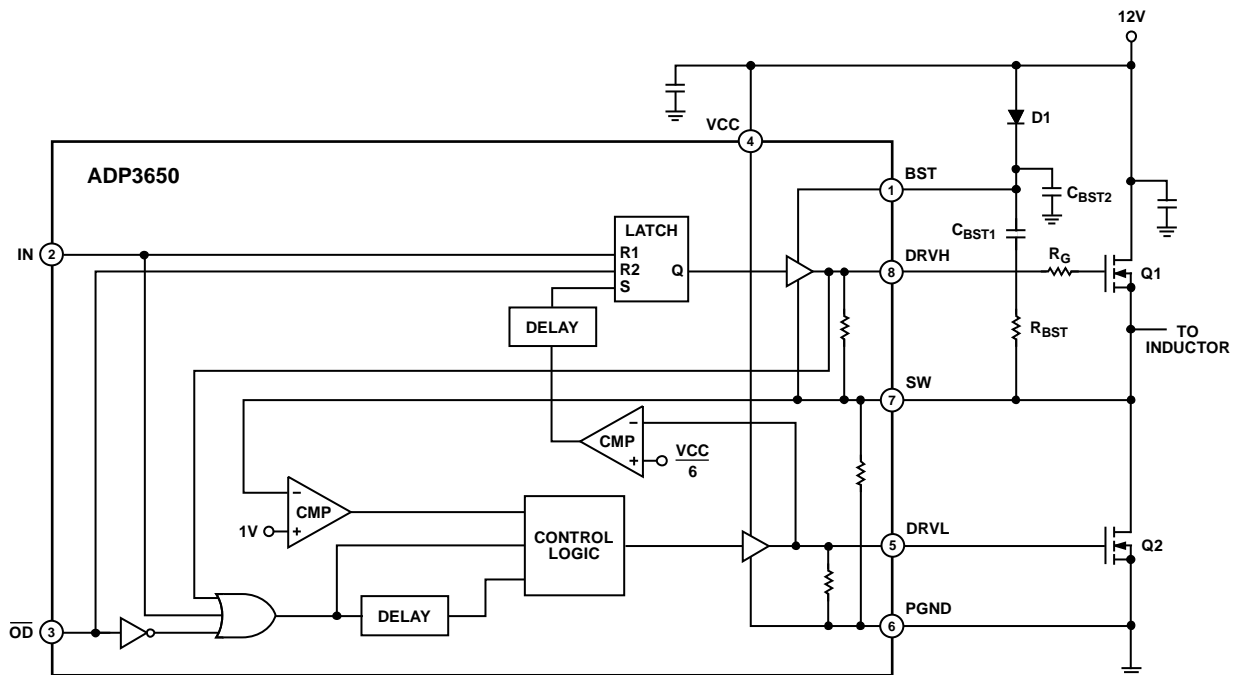 12V
D1
VCC
4
ADP3650
BST
1
CBST2
LATCH
CBST1
IN
2
R1
R2
S
Q
DRVH
8
RG
Q1
DELAY
RBST
TO
INDUCTOR
SW
7
CMP
−
+
VCC
6
−
CMP
1V
+
CONTROL
LOGIC
DRVL
5
Q2
DELAY
PGND
6
OD
3